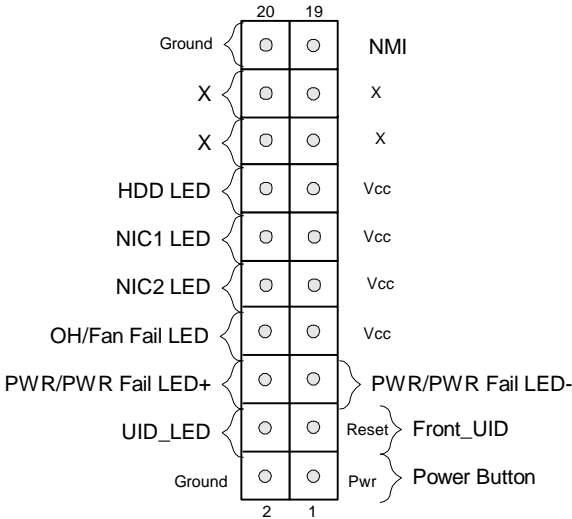 20 19
Ground NMI
X X
X X
HDD LED Vcc
NIC1 LED Vcc
NIC2 LED Vcc
OH/Fan Fail LED Vcc
PWR/PWR Fail LED+ PWR/PWR Fail LED-
UID_LED Reset Front_UID
Ground Pwr Power Button
2 1